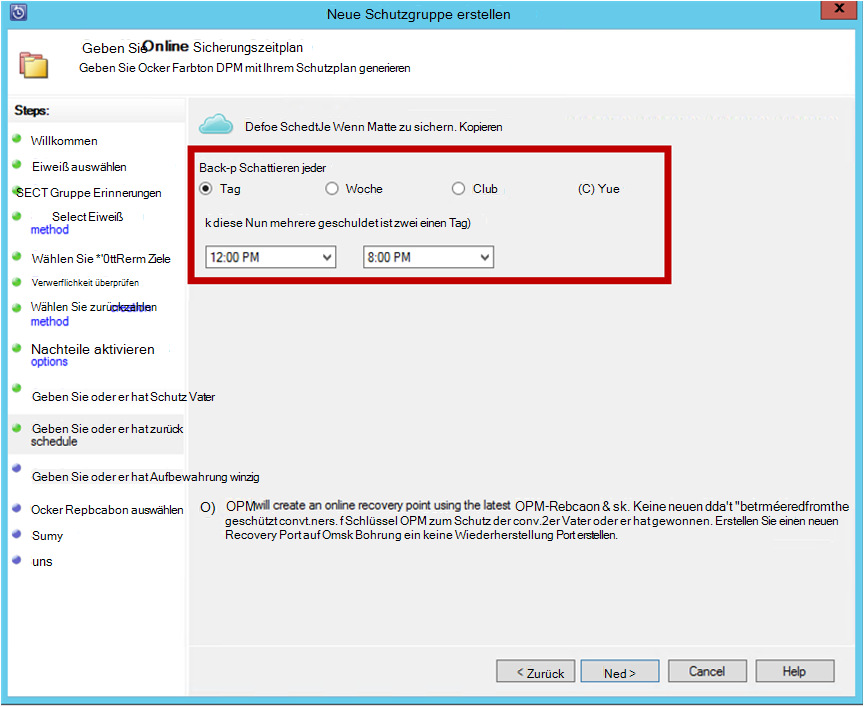 Neue Schutzgruppe erstellen
X
Geben Sie Online Sicherungszeitplan
Geben Sie Ocker Farbton DPM mit Ihrem Schutzplan generieren
Steps:
Willkommen
Eiweiß auswählen
SECT Gruppe Erinnerungen
Select Eiweiß
method
Wählen Sie "'0ttRerm Ziele
Verwerflichkeit überprüfen
Wählen Sie zurückzahlen
method
Nachteile aktivieren
options
Geben Sie oder er hat Schutz Vater
Geben Sie oder er hat zurück
schedule
Geben Sie oder er hat Aufbewahrung winzig
Ocker Repbcabon auswählen
Sumy
uns
Defoe SchedtJe Wenn Matte zu sichern. Kopieren
Back-p Schattieren jeder
Tag
Woche
Club
(C) Yue
k diese Nun mehrere geschuldet ist zwei einen Tag)
12:00 PM
8:00 PM
O) OPM will create an online recovery point using the latest OPM-Rebcaon & sk. Keine neuen dda't "betrméeredfromthe
geschützt convt.ners. f Schlüssel OPM zum Schutz der conv.2er Vater oder er hat gewonnen. Erstellen Sie einen neuen
Recovery Port auf Omsk Bohrung ein keine Wiederherstellung Port erstellen.
< Zurück
Ned >
Cancel
Help